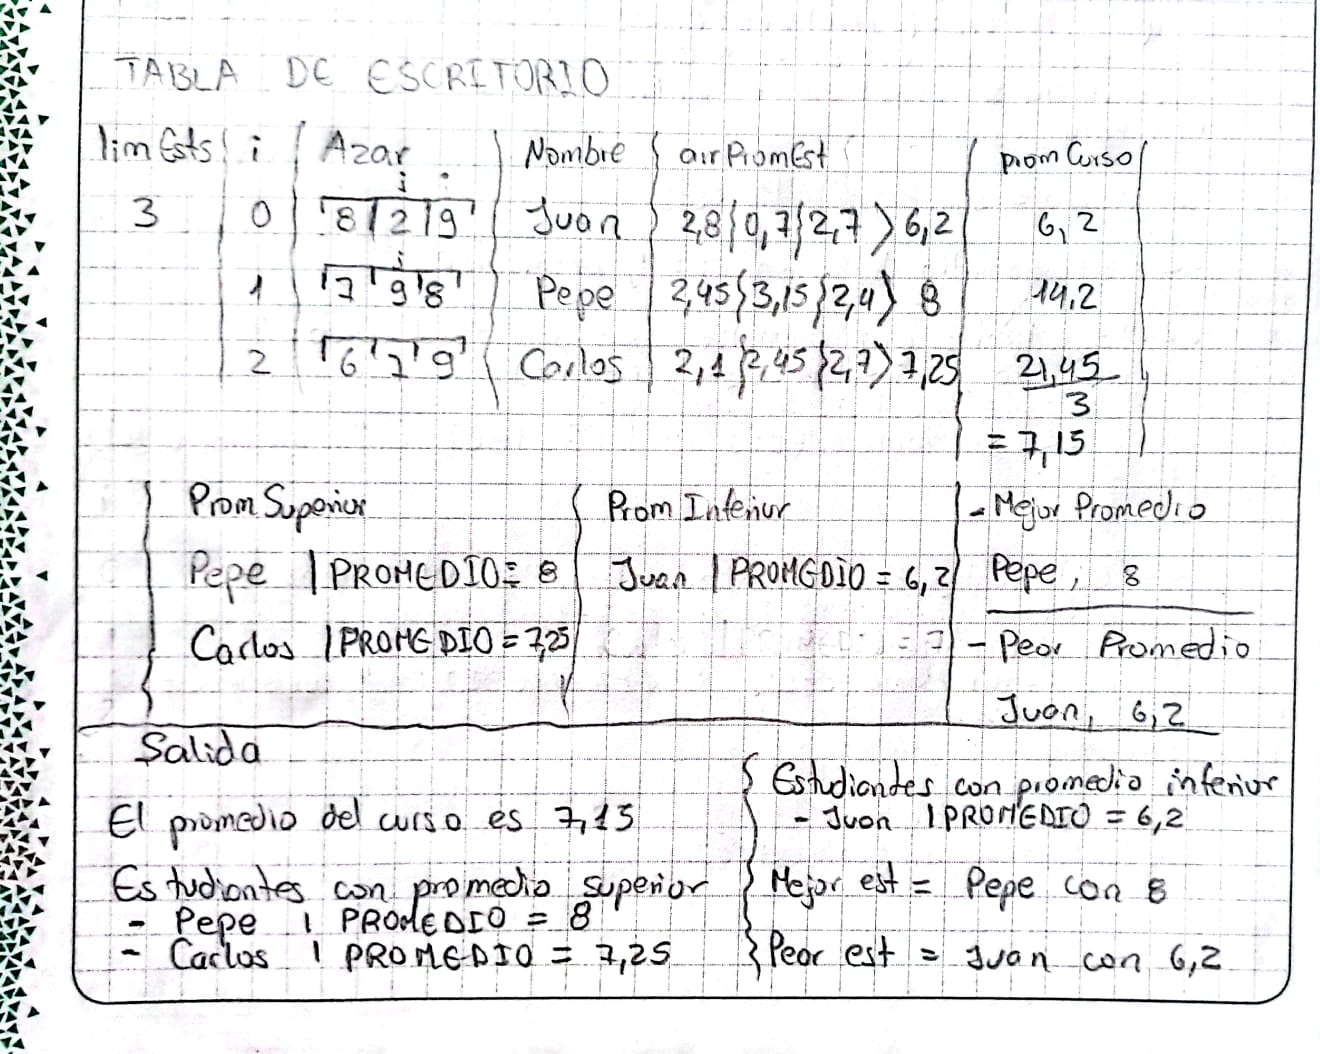 TABLA DE ESCRITORIO
limEsts i Azar Nombre arrPromEst promCurso
3 0 8 2 9 Juan 2,8 0,7 2,7 > 6,2 6,2
1 7 9 8 Pepe 2,45 3,15 2,4 > 8 14,2
2 6 7 9 Carlos 2,1 2,45 2,7 > 7,25 21,45
3
= 7,15
Prom Superior Prom Inferior - Mejor Promedio
Pepe | PROMEDIO = 8 Juan | PROMEDIO = 6,2 Pepe, 8
Carlos | PROMEDIO = 7,25 = 7 - Peor Promedio
Juan, 6,2
Salida
El promedio del curso es 7,15
Estudiantes con promedio superior
- Pepe | PROMEDIO = 8
- Carlos | PROMEDIO = 7,25
Estudiantes con promedio inferior
- Juan | PROMEDIO = 6,2
Mejor est = Pepe con 8
Peor est = Juan con 6,2